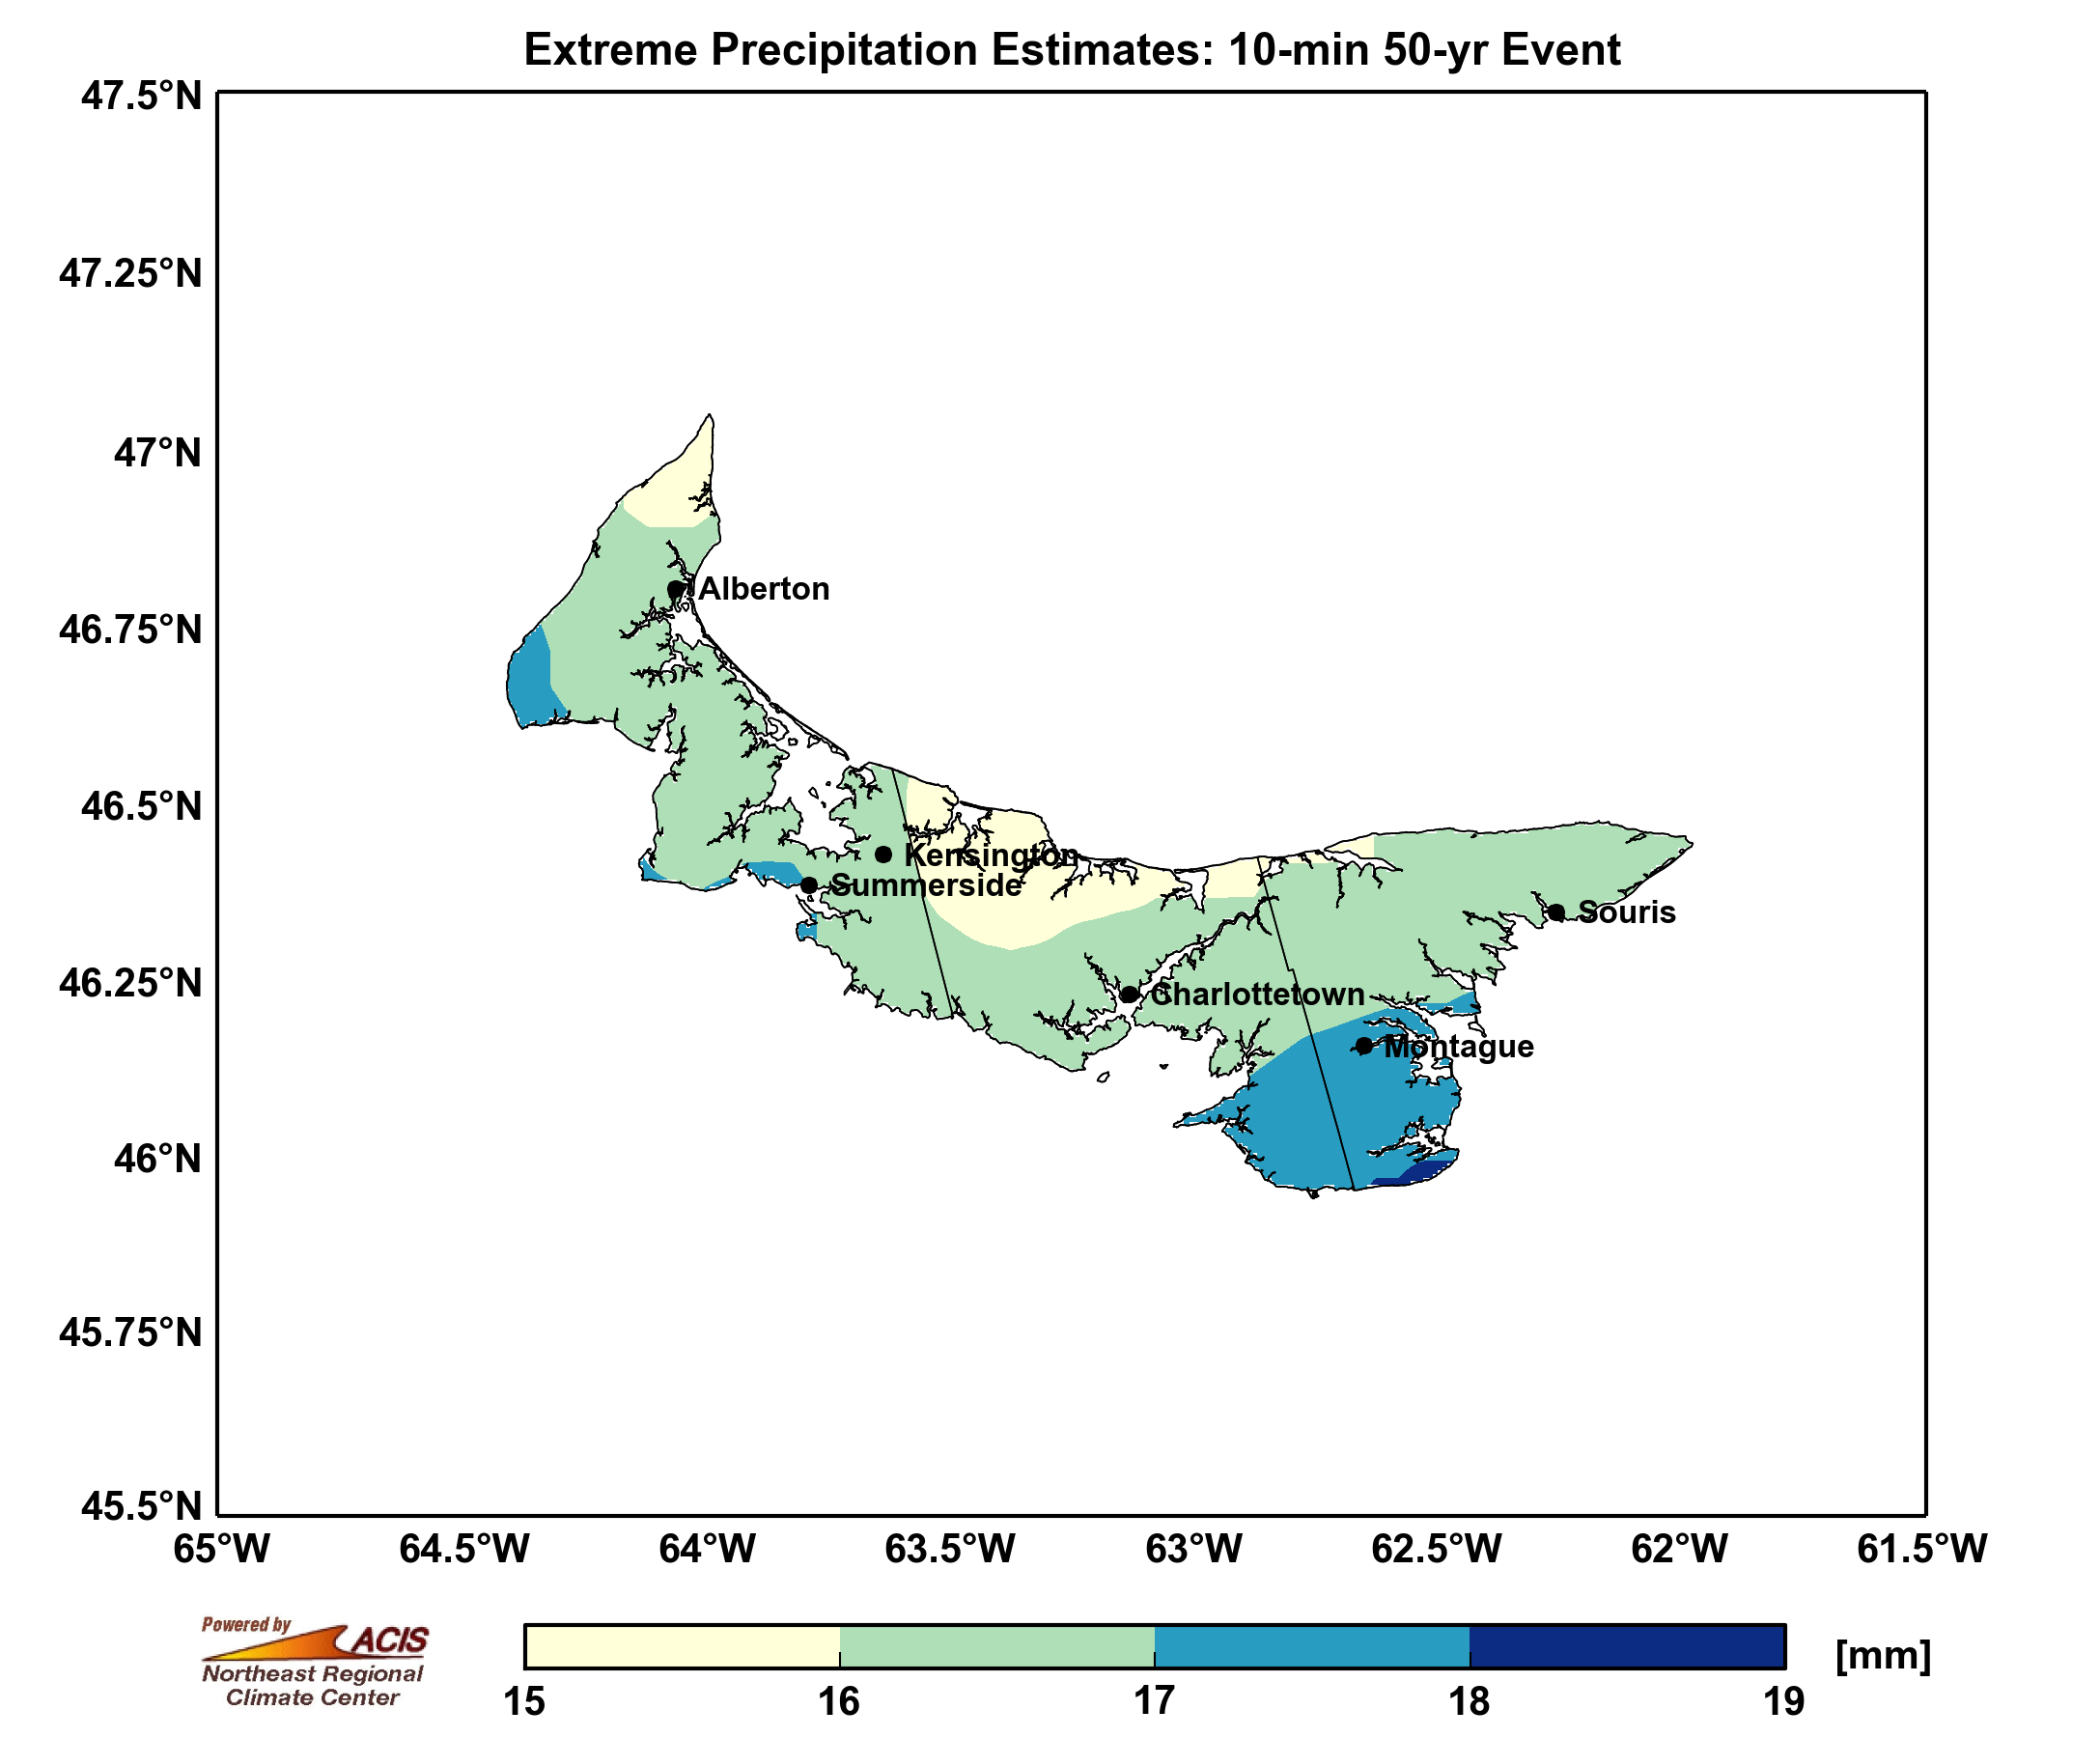 Extreme Precipitation Estimates: 10-min 50-yr Event
47.5°N
47.25°N
47°N
46.75°N
46.5°N
46.25°N
46°N
45.75°N
45.5°N
Alberton
Kensington
Summerside
Souris
Charlottetown
Montague
65°W 64.5°W 64°W 63.5°W 63°W 62.5°W 62°W 61.5°W
Powered by
ACIS
Northeast Regional
Climate Center
[mm]
15 16 17 18 19